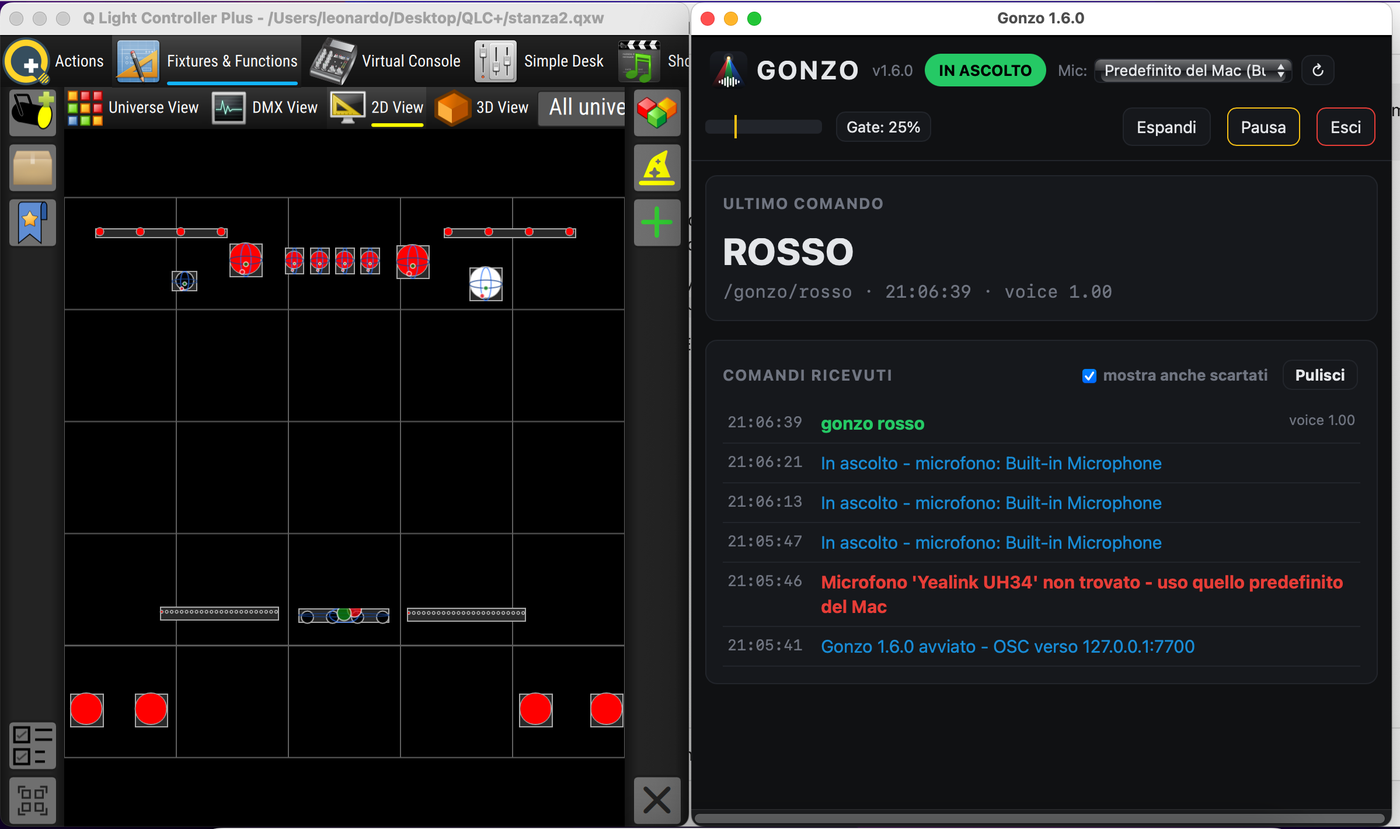 Q Light Controller Plus - /Users/leonardo/Desktop/QLC+/stanza2.qxw
Actions
Fixtures & Functions
Virtual Console
Simple Desk
Universe View
DMX View
2D View
3D View
All unive
Gonzo 1.6.0
GONZO
v1.6.0
IN ASCOLTO
Mic:
Predefinito del Mac
Gate: 25%
Espandi
Pausa
Esci
ULTIMO COMANDO
ROSSO
/gonzo/rosso · 21:06:39 · voice 1.00
COMANDI RICEVUTI
mostra anche scartati
Pulisci
21:06:39 gonzo rosso voice 1.00
21:06:21 In ascolto - microfono: Built-in Microphone
21:06:13 In ascolto - microfono: Built-in Microphone
21:05:47 In ascolto - microfono: Built-in Microphone
21:05:46 Microfono 'Yealink UH34' non trovato - uso quello predefinito
del Mac
21:05:41 Gonzo 1.6.0 avviato - OSC verso 127.0.0.1:7700